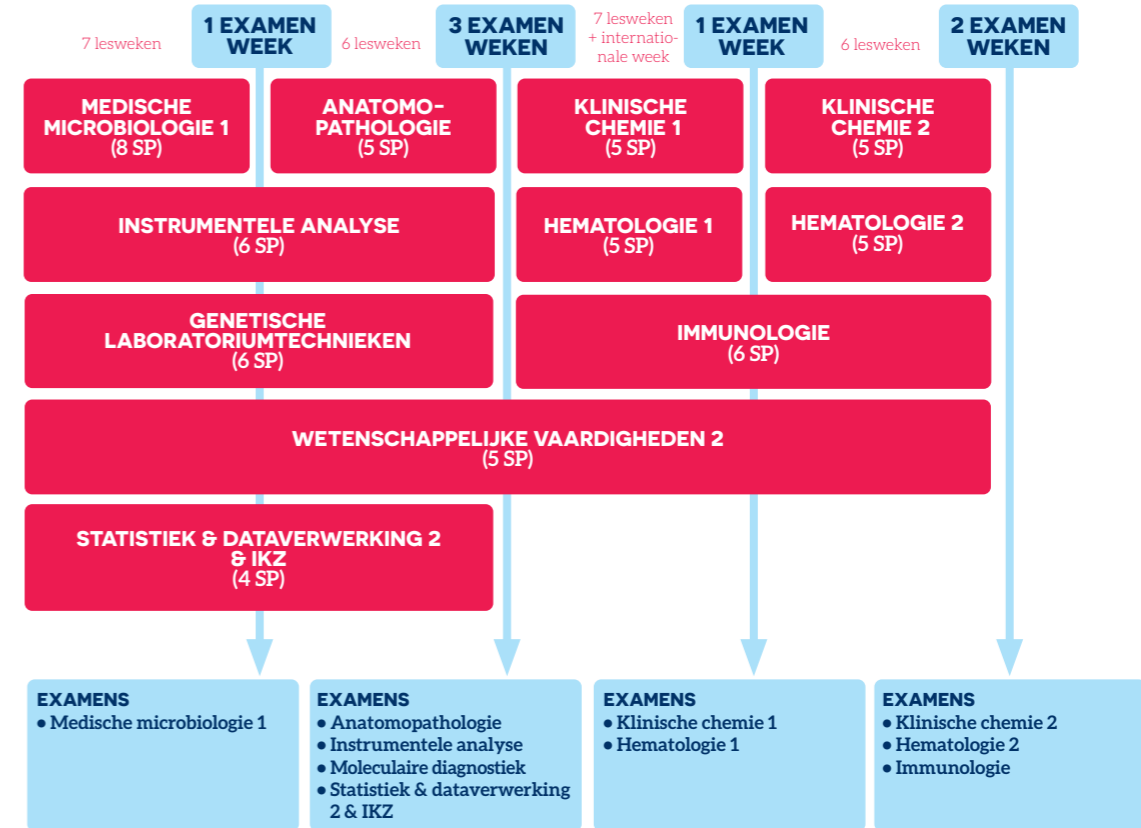 7 lesweken
1 EXAMEN
WEEK
6 lesweken
3 EXAMEN
WEKEN
7 lesweken
+ internatio-
nale week
1 EXAMEN
WEEK
6 lesweken
2 EXAMEN
WEKEN
MEDISCHE
MICROBIOLOGIE 1
(8 SP)
ANATOMO-
PATHOLOGIE
(5 SP)
KLINISCHE
CHEMIE 1
(5 SP)
KLINISCHE
CHEMIE 2
(5 SP)
INSTRUMENTELE ANALYSE
(6 SP)
HEMATOLOGIE 1
(5 SP)
HEMATOLOGIE 2
(5 SP)
GENETISCHE
LABORATORIUMTECHNIEKEN
(6 SP)
IMMUNOLOGIE
(6 SP)
WETENSCHAPPELIJKE VAARDIGHEDEN 2
(5 SP)
STATISTIEK & DATAVERWERKING 2
& IKZ
(4 SP)
EXAMENS
• Medische microbiologie 1
EXAMENS
• Anatomopathologie
• Instrumentele analyse
• Moleculaire diagnostiek
• Statistiek & dataverwerking
2 & IKZ
EXAMENS
• Klinische chemie 1
• Hematologie 1
EXAMENS
• Klinische chemie 2
• Hematologie 2
• Immunologie